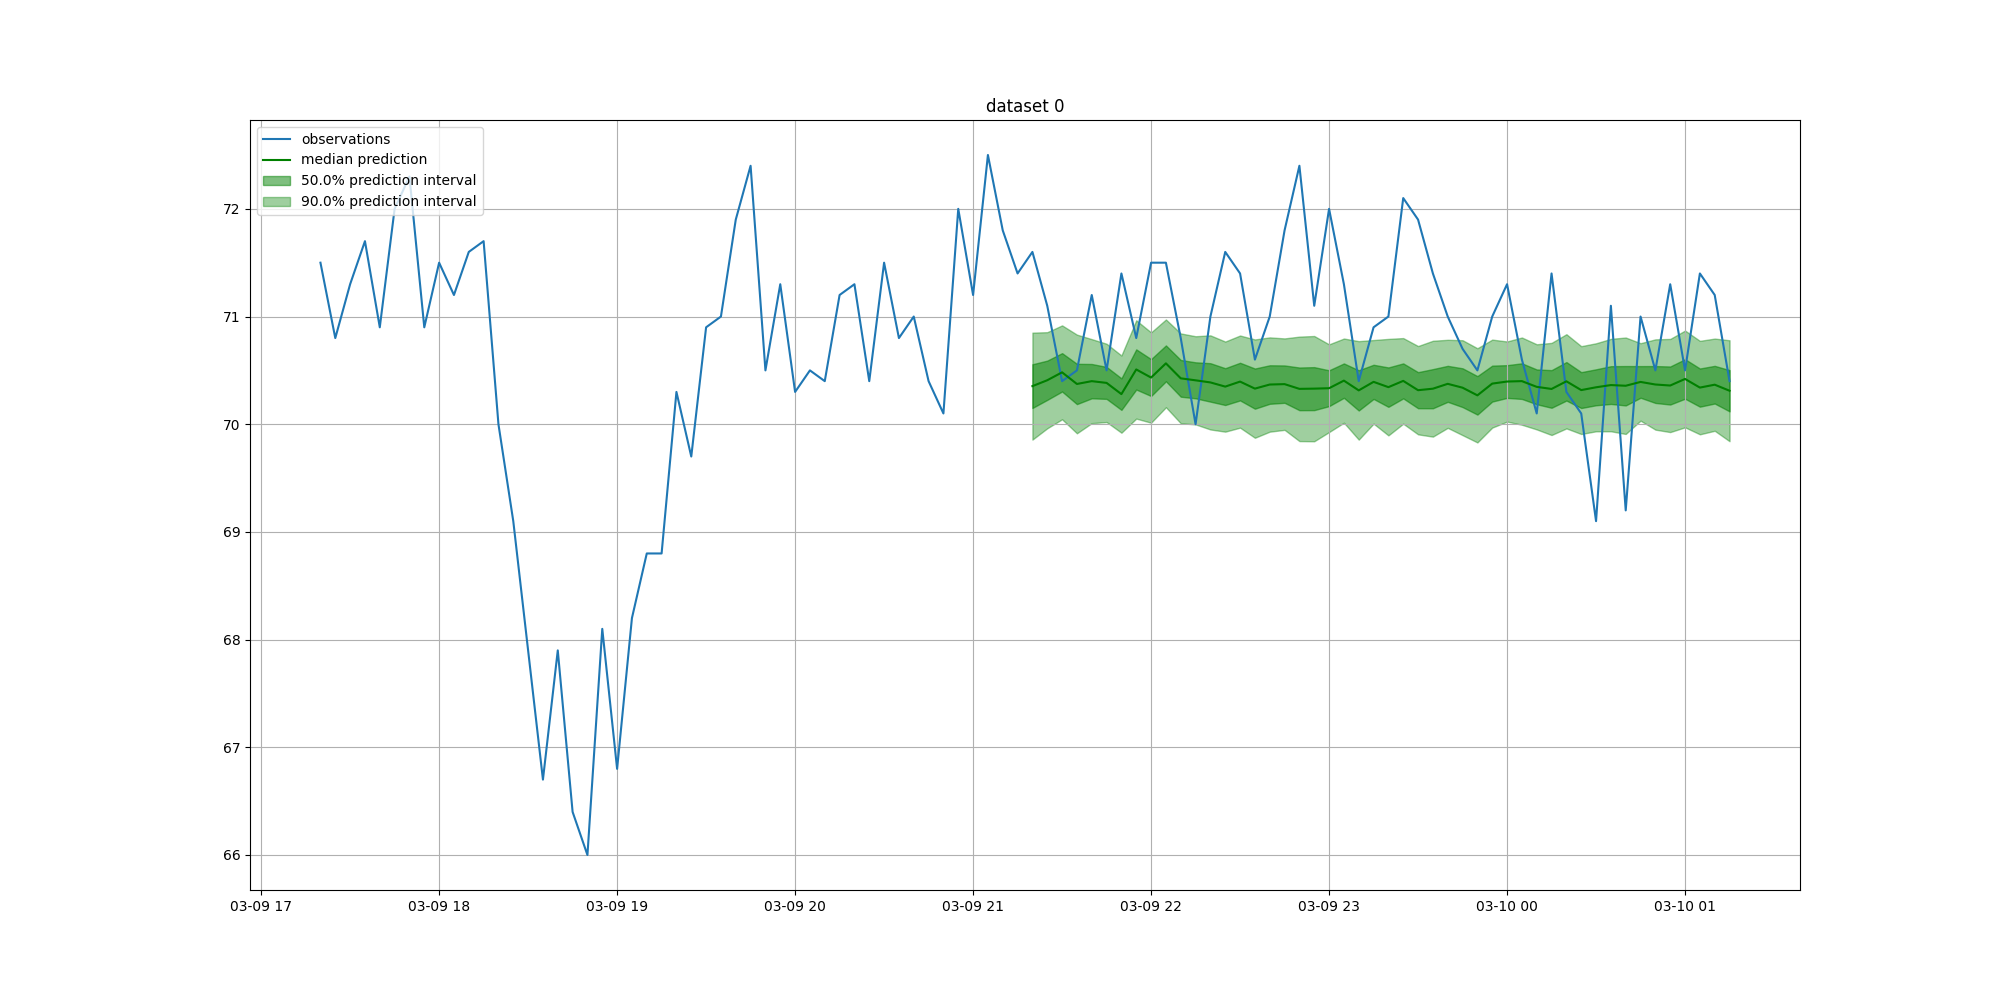 dataset 0
observations
median prediction
50.0% prediction interval
90.0% prediction interval
72
71
70
69
68
67
66
03-09 17 03-09 18 03-09 19 03-09 20 03-09 21 03-09 22 03-09 23 03-10 00 03-10 01